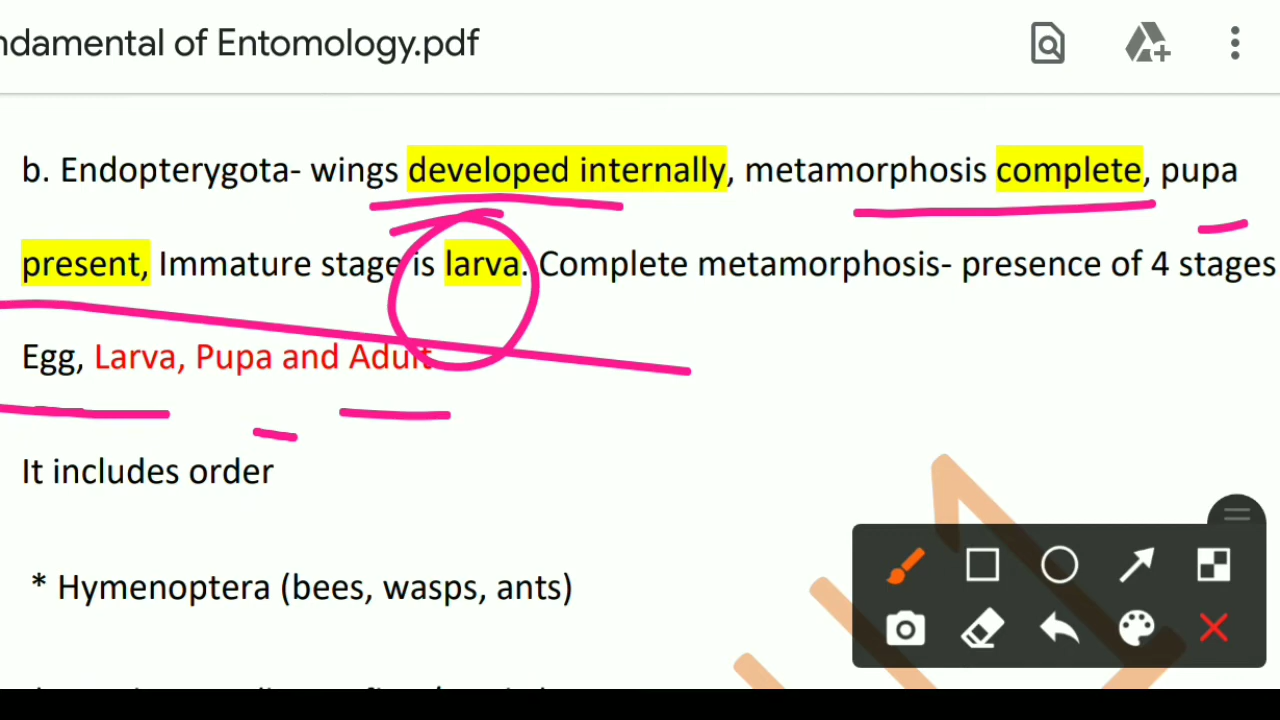 ndamental of Entomology.pdf
b. Endopterygota- wings developed internally, metamorphosis complete, pupa
present, Immature stage is larva. Complete metamorphosis- presence of 4 stages
Egg, Larva, Pupa and Adult
It includes order
* Hymenoptera (bees, wasps, ants)